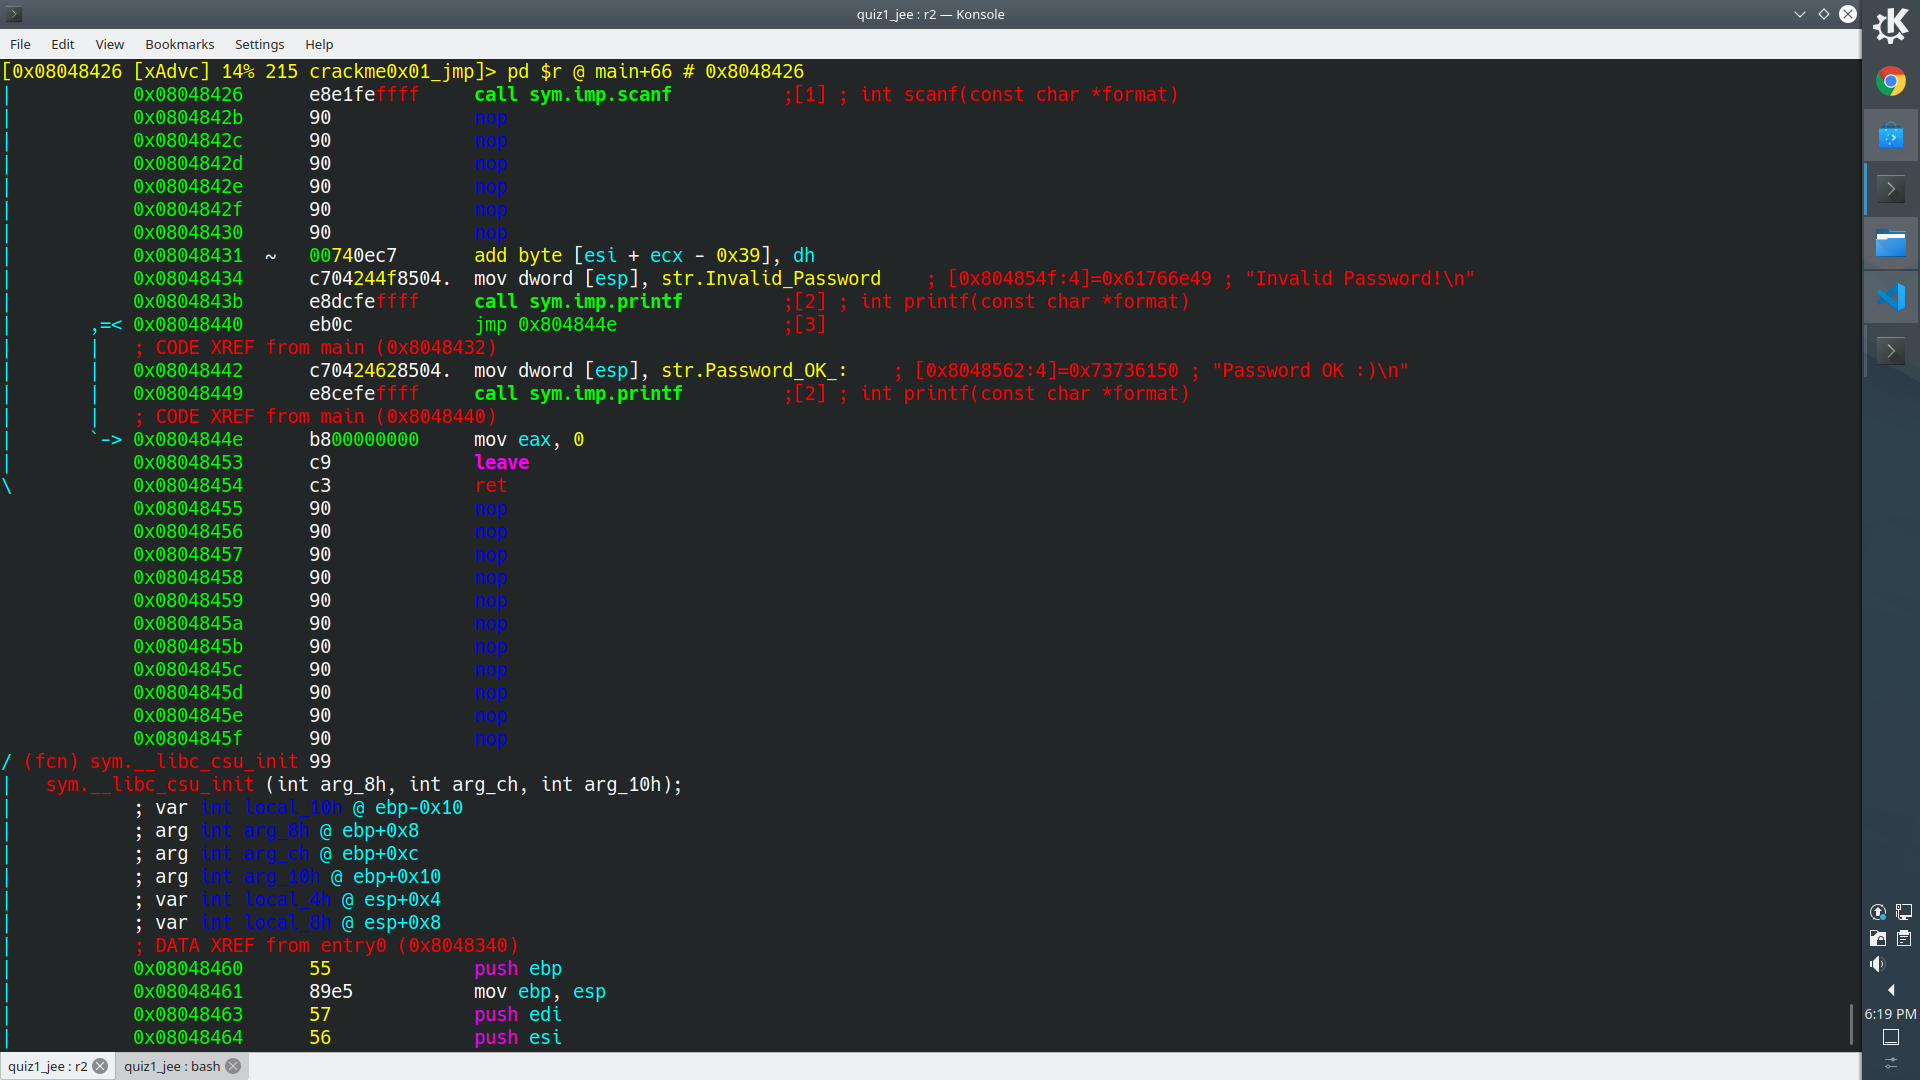 quiz1_jee : r2 — Konsole
File Edit View Bookmarks Settings Help
[0x08048426 [xAdvc] 14% 215 crackme0x01_jmp]> pd $r @ main+66 # 0x8048426
| 0x08048426 e8e1feffff call sym.imp.scanf ;[1] ; int scanf(const char *format)
| 0x0804842b 90 nop
| 0x0804842c 90 nop
| 0x0804842d 90 nop
| 0x0804842e 90 nop
| 0x0804842f 90 nop
| 0x08048430 90 nop
| 0x08048431 ~ 00740ec7 add byte [esi + ecx - 0x39], dh
| 0x08048434 c704244f8504. mov dword [esp], str.Invalid_Password ; [0x804854f:4]=0x61766e49 ; "Invalid Password!\n"
| 0x0804843b e8dcfeffff call sym.imp.printf ;[2] ; int printf(const char *format)
| ,=< 0x08048440 eb0c jmp 0x804844e ;[3]
| | ; CODE XREF from main (0x8048432)
| | 0x08048442 c70424628504. mov dword [esp], str.Password_OK_: ; [0x8048562:4]=0x73736150 ; "Password OK :)\n"
| | 0x08048449 e8cefeffff call sym.imp.printf ;[2] ; int printf(const char *format)
| | ; CODE XREF from main (0x8048440)
| `-> 0x0804844e b800000000 mov eax, 0
| 0x08048453 c9 leave
\ 0x08048454 c3 ret
0x08048455 90 nop
0x08048456 90 nop
0x08048457 90 nop
0x08048458 90 nop
0x08048459 90 nop
0x0804845a 90 nop
0x0804845b 90 nop
0x0804845c 90 nop
0x0804845d 90 nop
0x0804845e 90 nop
0x0804845f 90 nop
/ (fcn) sym.__libc_csu_init 99
| sym.__libc_csu_init (int arg_8h, int arg_ch, int arg_10h);
| ; var int local_10h @ ebp-0x10
| ; arg int arg_8h @ ebp+0x8
| ; arg int arg_ch @ ebp+0xc
| ; arg int arg_10h @ ebp+0x10
| ; var int local_4h @ esp+0x4
| ; var int local_8h @ esp+0x8
| ; DATA XREF from entry0 (0x8048340)
| 0x08048460 55 push ebp
| 0x08048461 89e5 mov ebp, esp
| 0x08048463 57 push edi
| 0x08048464 56 push esi
quiz1_jee : r2 quiz1_jee : bash
6:19 PM